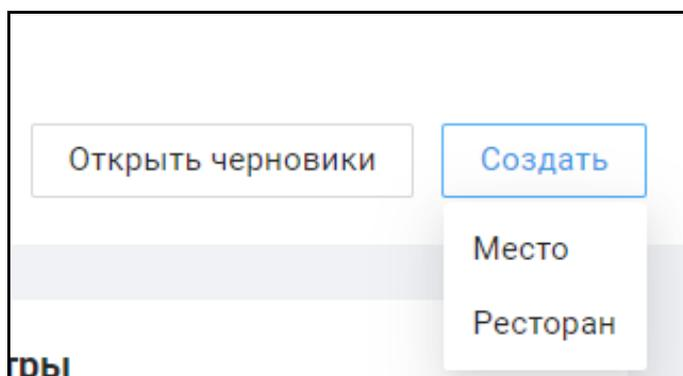 Открыть черновики
Создать
Место
Ресторан